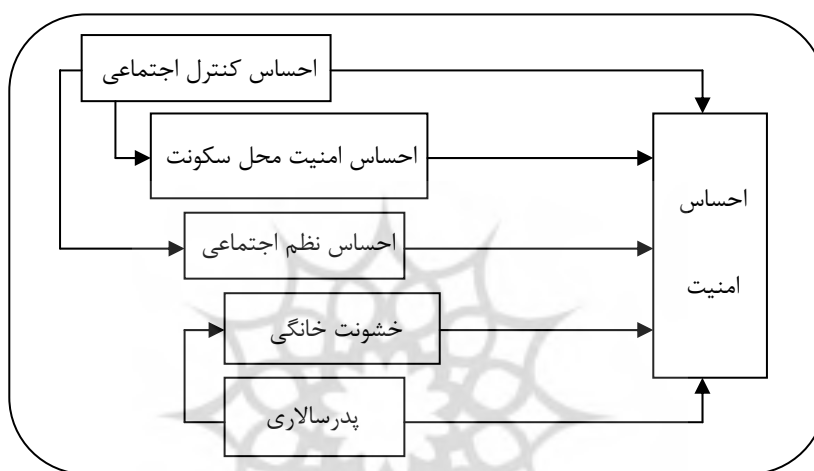 احساس کنترل اجتماعی
احساس امنیت محل سکونت
احساس
امنیت
احساس نظم اجتماعی
خشونت خانگی
پدرسالاری